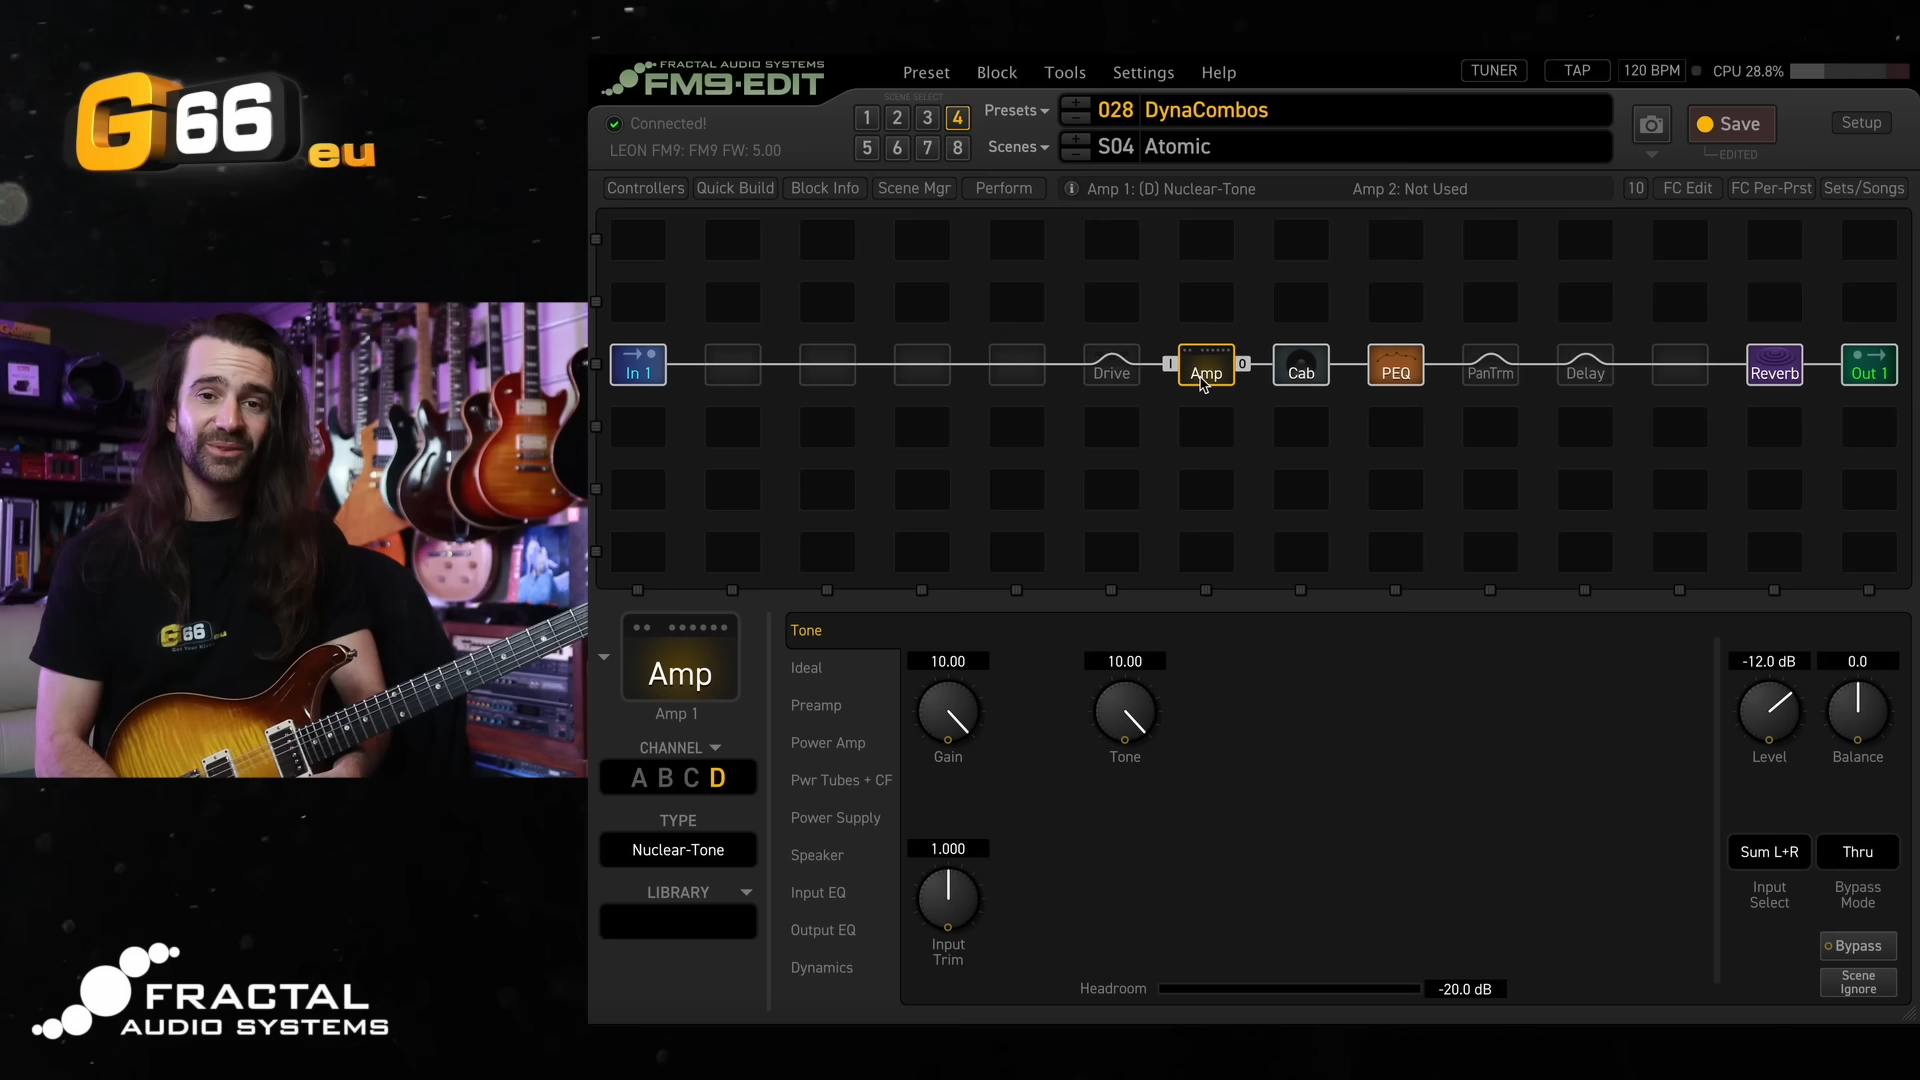 G66
eu
G66.eu
FRACTAL
AUDIO SYSTEMS
FRACTAL AUDIO SYSTEMS
FM9-EDIT
Preset Block Tools Settings Help
TUNER TAP 120 BPM CPU 28.8%
Connected!
LEON FM9: FM9 FW: 5.00
SCENE SELECT
1 2 3 4
5 6 7 8
Presets 028 DynaCombos
Scenes S04 Atomic
Save
EDITED
Setup
Controllers Quick Build Block Info Scene Mgr Perform
Amp 1: (D) Nuclear-Tone Amp 2: Not Used
10 FC Edit FC Per-Prst Sets/Songs
In 1 Drive I Amp O Cab PEQ PanTrm Delay Reverb Out 1
Amp
Amp 1
CHANNEL
A B C D
TYPE
Nuclear-Tone
LIBRARY
Tone
Ideal
Preamp
Power Amp
Pwr Tubes + CF
Power Supply
Speaker
Input EQ
Output EQ
Dynamics
10.00 10.00
Gain Tone
1.000
Input
Trim
Headroom -20.0 dB
-12.0 dB 0.0
Level Balance
Sum L+R Thru
Input
Select
Bypass
Mode
Bypass
Scene
Ignore